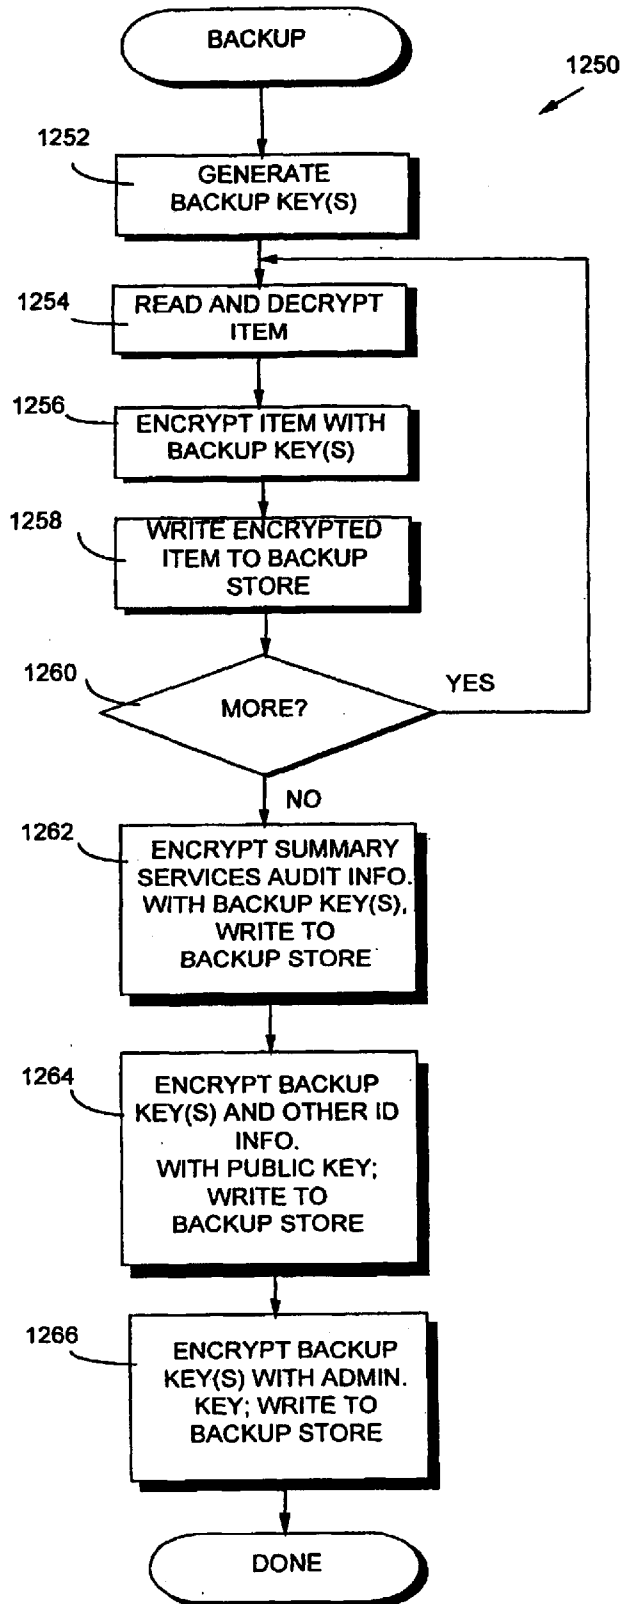 BACKUP
1250
1252
GENERATE
BACKUP KEY(S)
1254
READ AND DECRYPT
ITEM
1256
ENCRYPT ITEM WITH
BACKUP KEY(S)
1258
WRITE ENCRYPTED
ITEM TO BACKUP
STORE
1260
MORE?
YES
NO
1262
ENCRYPT SUMMARY
SERVICES AUDIT INFO.
WITH BACKUP KEY(S),
WRITE TO
BACKUP STORE
1264
ENCRYPT BACKUP
KEY(S) AND OTHER ID
INFO.
WITH PUBLIC KEY;
WRITE TO
BACKUP STORE
1266
ENCRYPT BACKUP
KEY(S) WITH ADMIN.
KEY; WRITE TO
BACKUP STORE
DONE